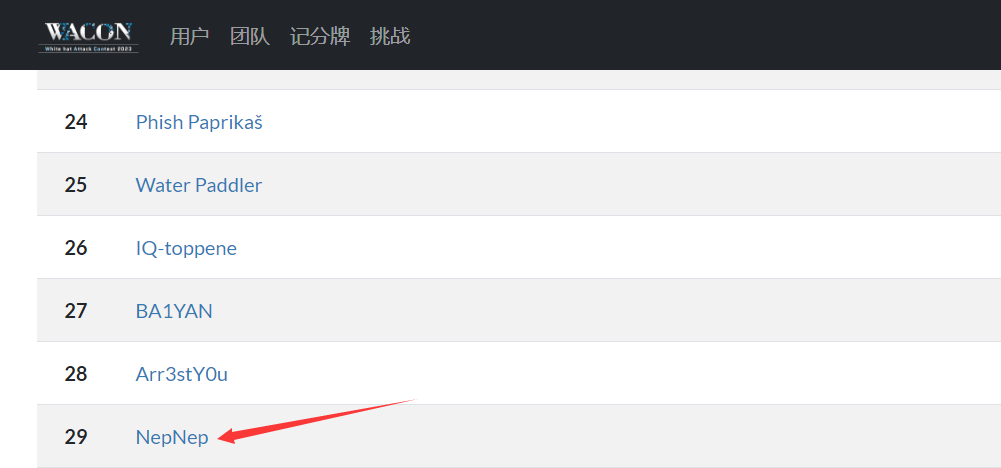 WACON
White hat Attack Contest 2023
用户 团队 记分牌 挑战
24 Phish Paprikaš
25 Water Paddler
26 IQ-toppene
27 BA1YAN
28 Arr3stY0u
29 NepNep